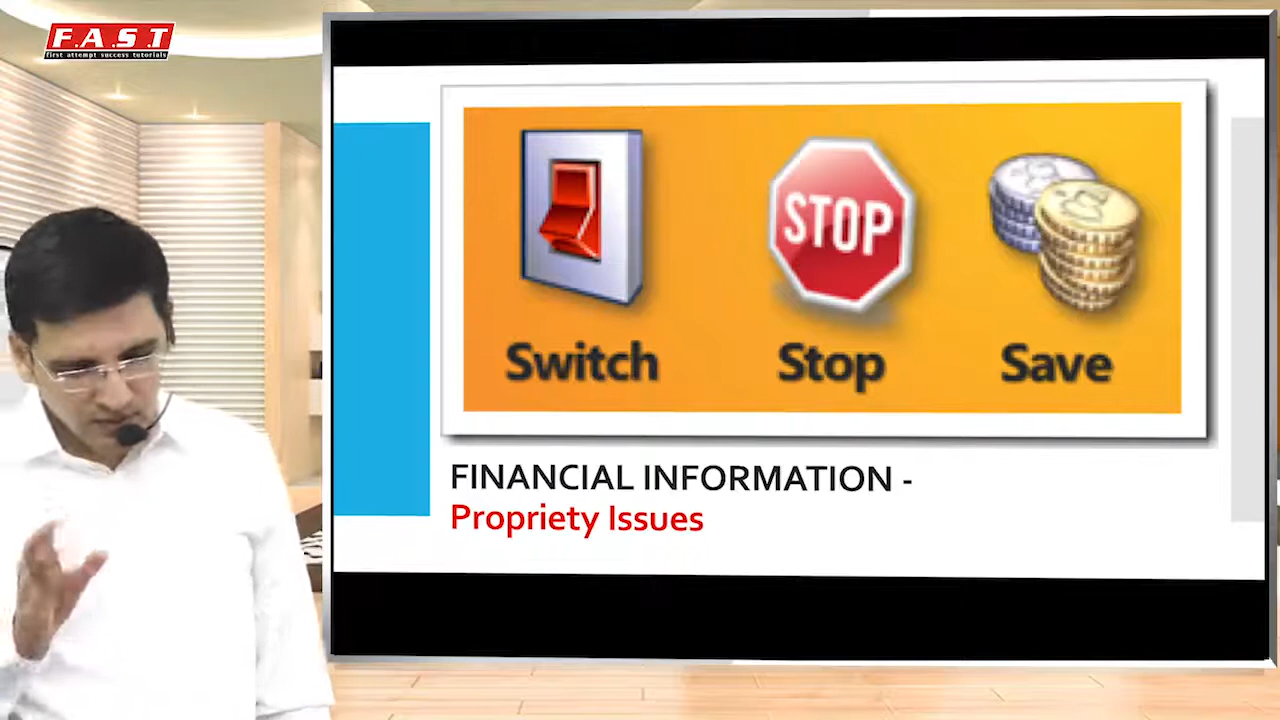 F.A.S.T
first attempt success tutorials
STOP
Switch
Stop
Save
FINANCIAL INFORMATION -
Propriety Issues